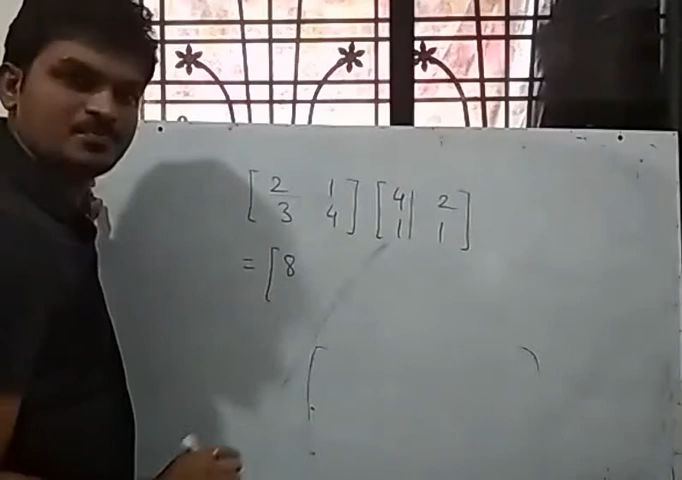 [ 2 1 ] [ 4 | 2 ]
[ 3 4 ] [ 1 | 1 ]
= [ 8
( )